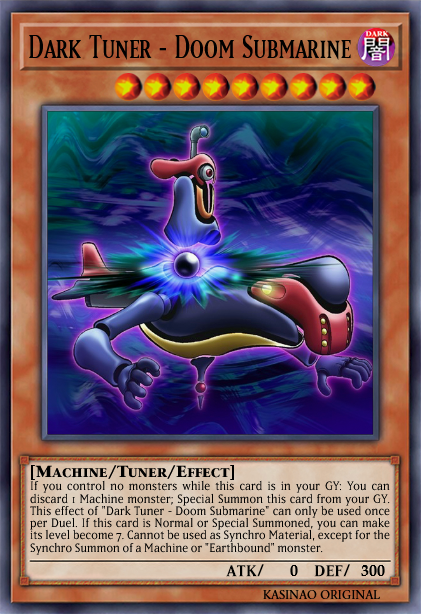 DARK TUNER - DOOM SUBMARINE
DARK
闇
[MACHINE/TUNER/EFFECT]
If you control no monsters while this card is in your GY: You can
discard 1 Machine monster; Special Summon this card from your GY.
This effect of "Dark Tuner - Doom Submarine" can only be used once
per Duel. If this card is Normal or Special Summoned, you can make
its level become 7. Cannot be used as Synchro Material, except for the
Synchro Summon of a Machine or "Earthbound" monster.
ATK/ 0 DEF/ 300
KASINAO ORIGINAL